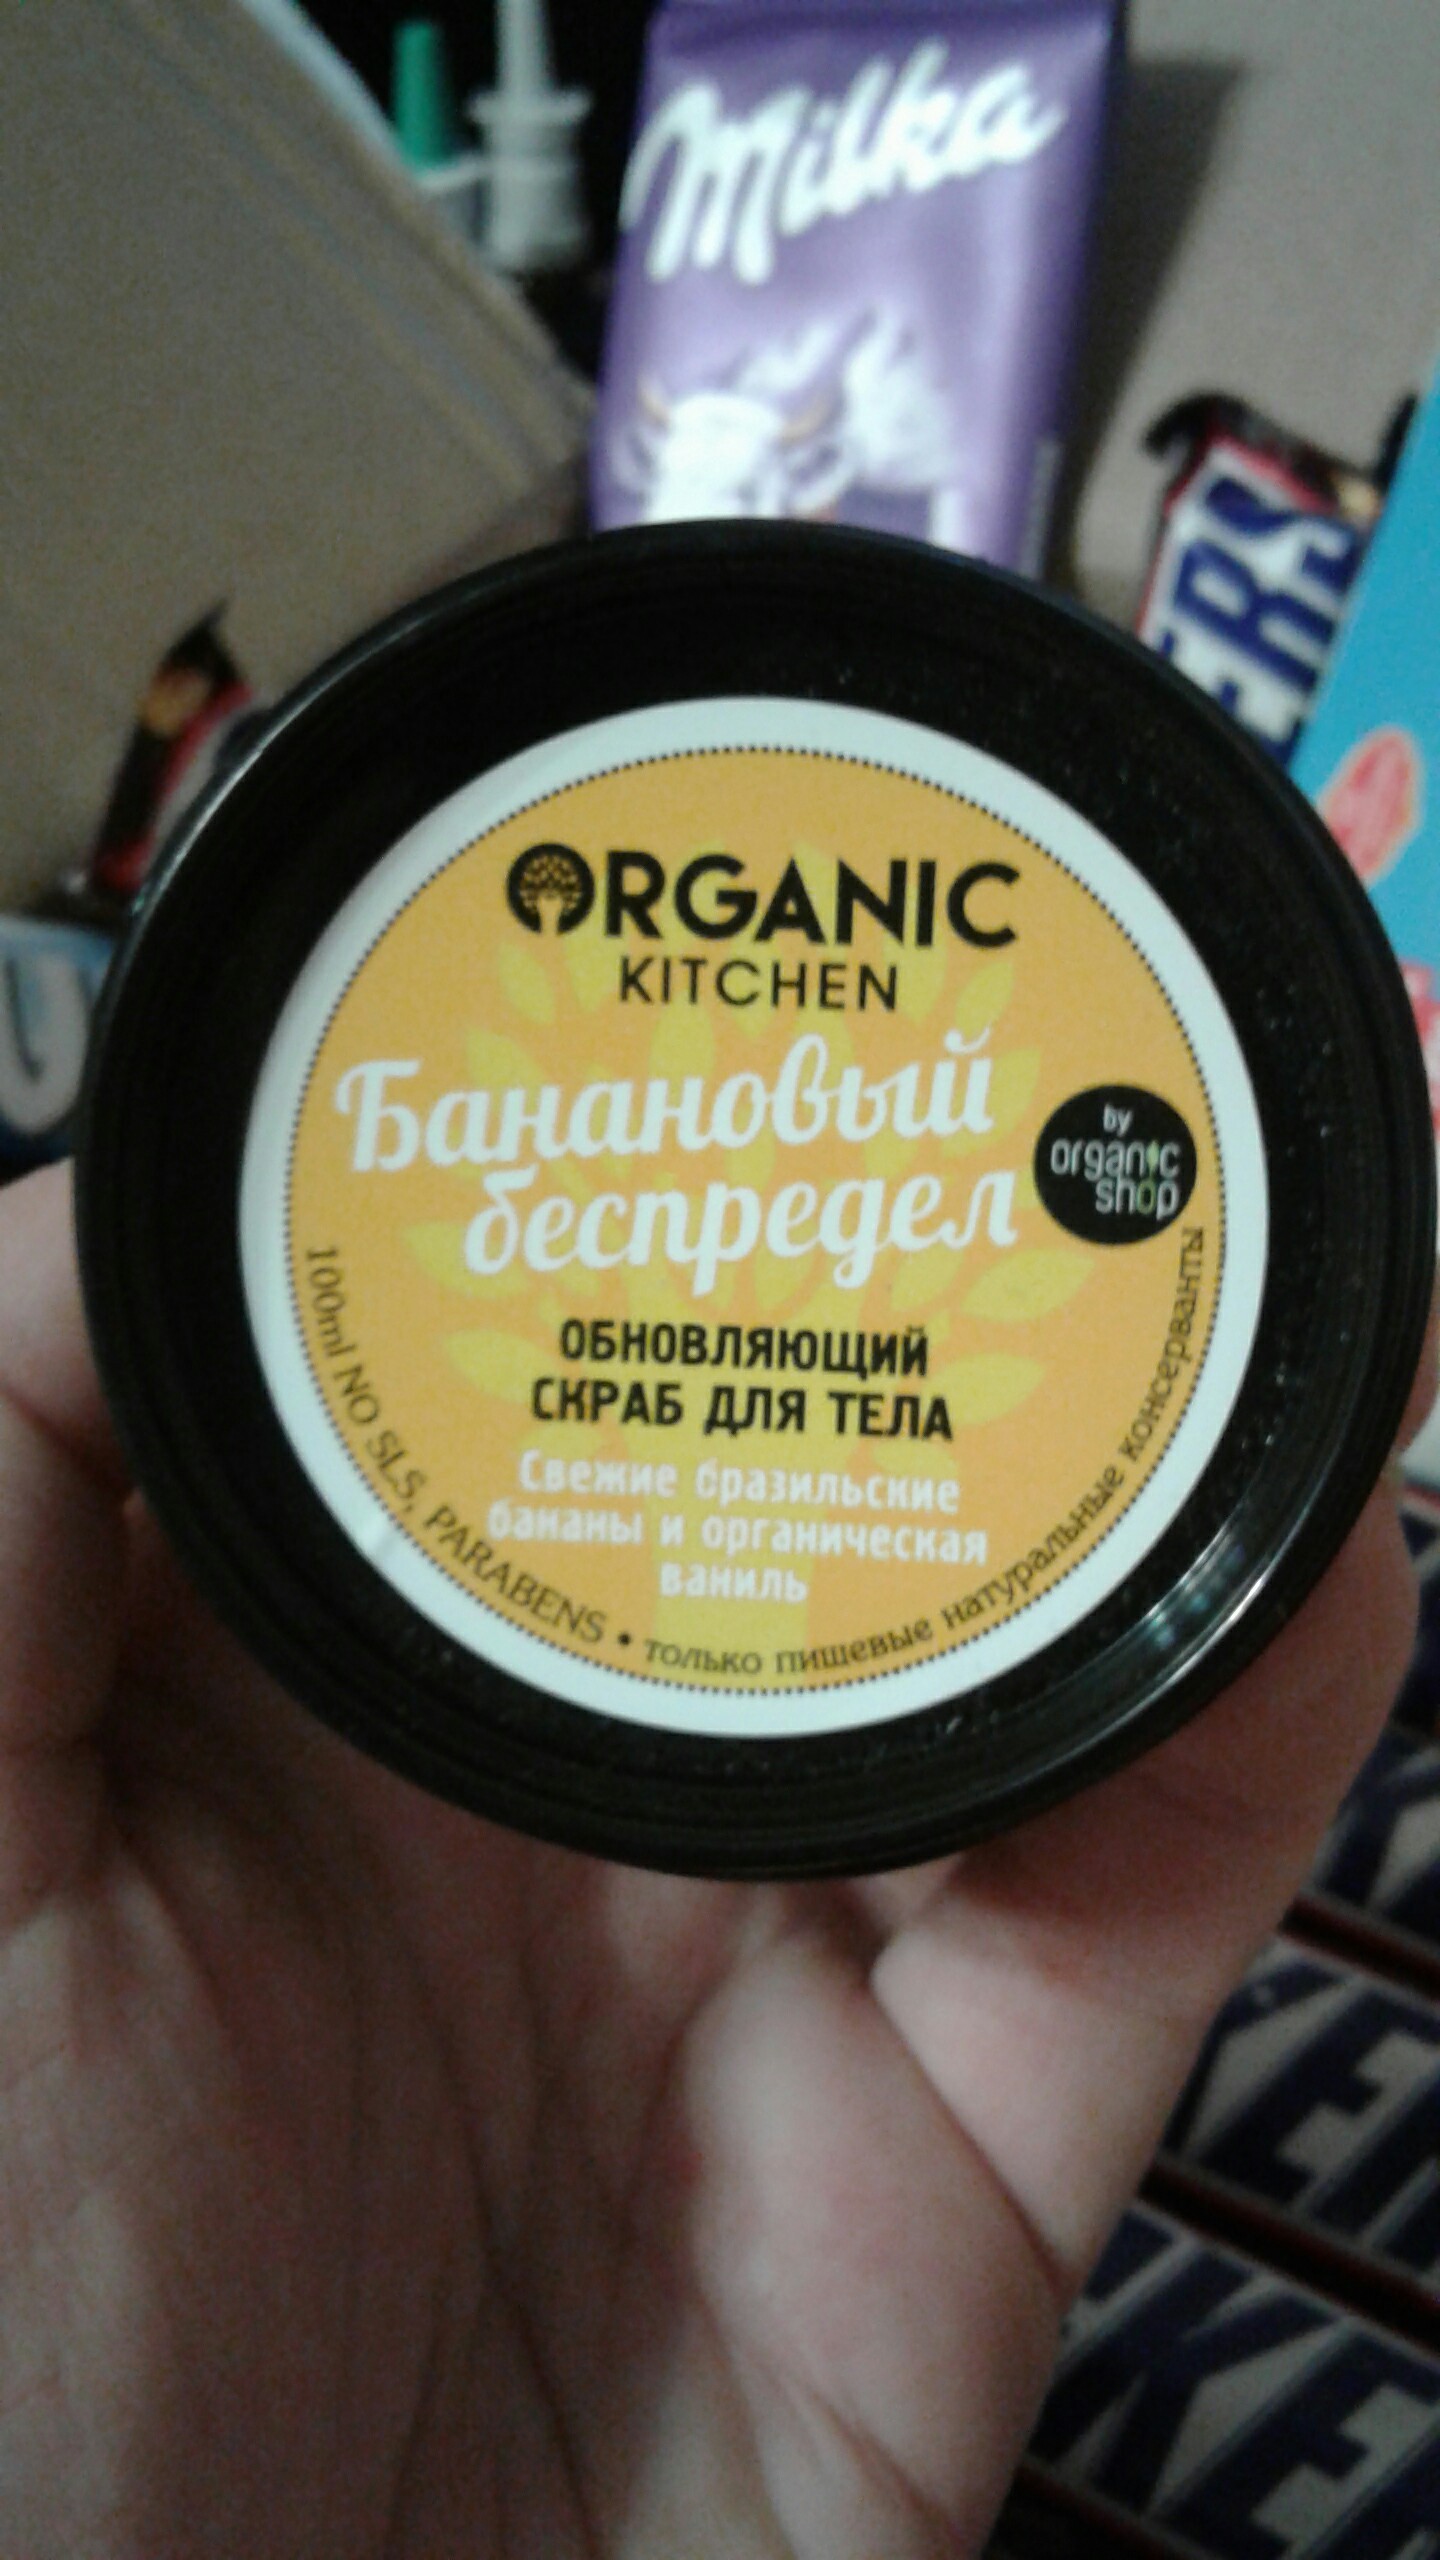 Milka
ORGANIC
KITCHEN
Банановый
беспредел
by
organic
shop
ОБНОВЛЯЮЩИЙ
СКРАБ ДЛЯ ТЕЛА
Свежие бразильские
бананы и органическая
ваниль
100ml NO SLS, PARABENS • только пищевые натуральные консерванты